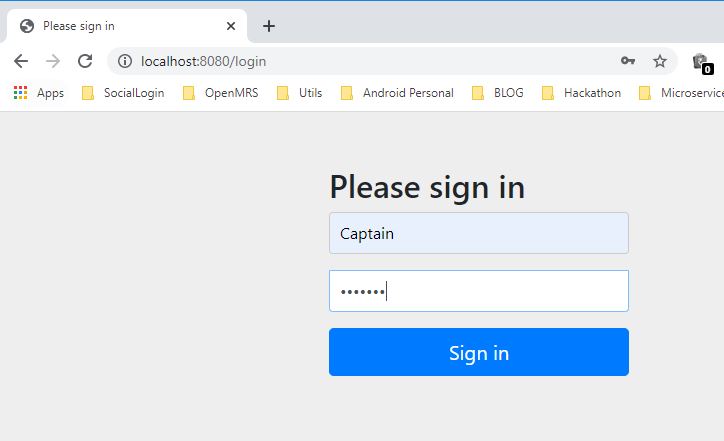 Please sign in
localhost:8080/login
0
Apps SocialLogin OpenMRS Utils Android Personal BLOG Hackathon Microservice
Please sign in
Captain
•••••••
Sign in